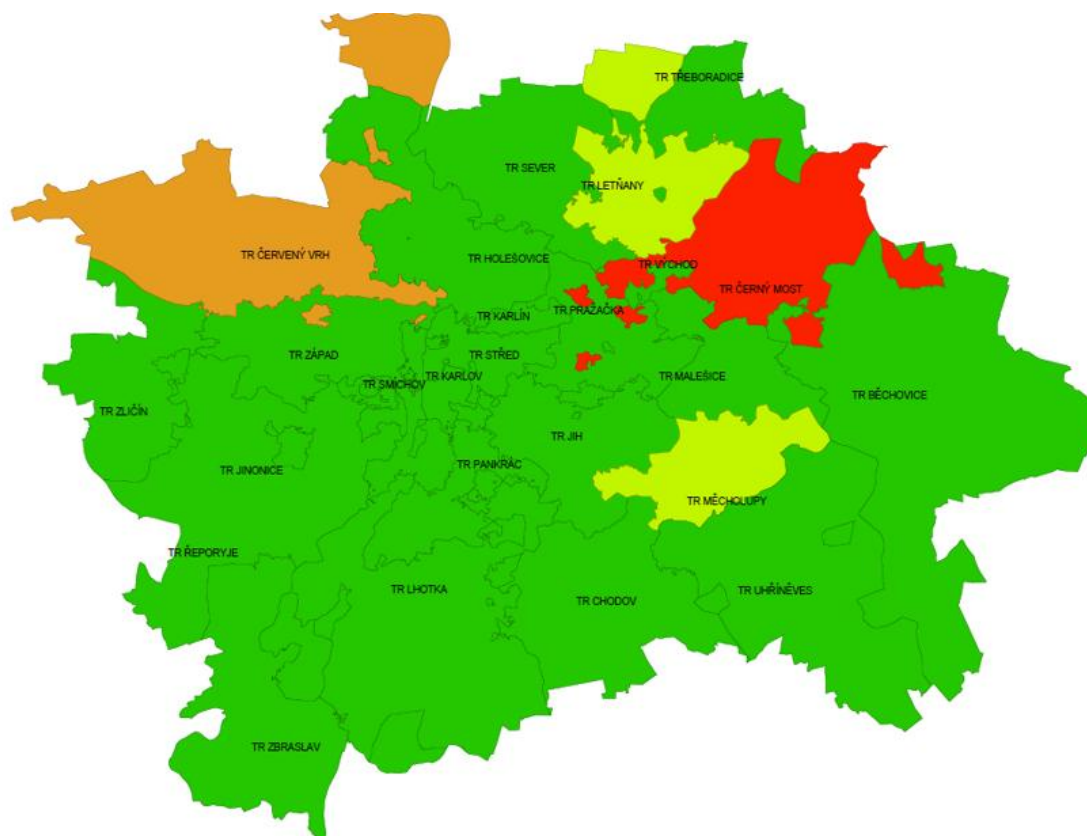 TR TŘEBORADICE
TR SEVER
TR LETŇANY
TR ČERVENÝ VRH
TR HOLEŠOVICE
TR VÝCHOD
TR ČERNÝ MOST
TR PRAŽAČKA
TR KARLÍN
TR ZÁPAD
TR STŘED
TR SMÍCHOV
TR KARLOV
TR MALEŠICE
TR BĚCHOVICE
TR ZLIČÍN
TR JIH
TR JINONICE
TR PANKRÁC
TR MĚCHOLUPY
TR ŘEPORYJE
TR LHOTKA
TR CHODOV
TR UHŘÍNĚVES
TR ZBRASLAV